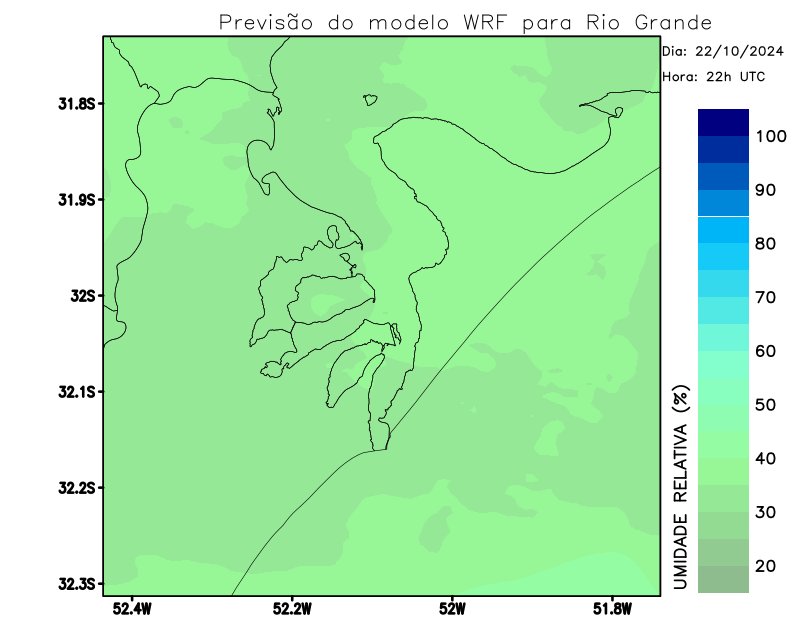 Previsão do modelo WRF para Rio Grande
Dia: 22/10/2024
Hora: 22h UTC
31.8S
31.9S
32S
32.1S
32.2S
32.3S
52.4W
52.2W
52W
51.8W
UMIDADE RELATIVA (%)
100
90
80
70
60
50
40
30
20